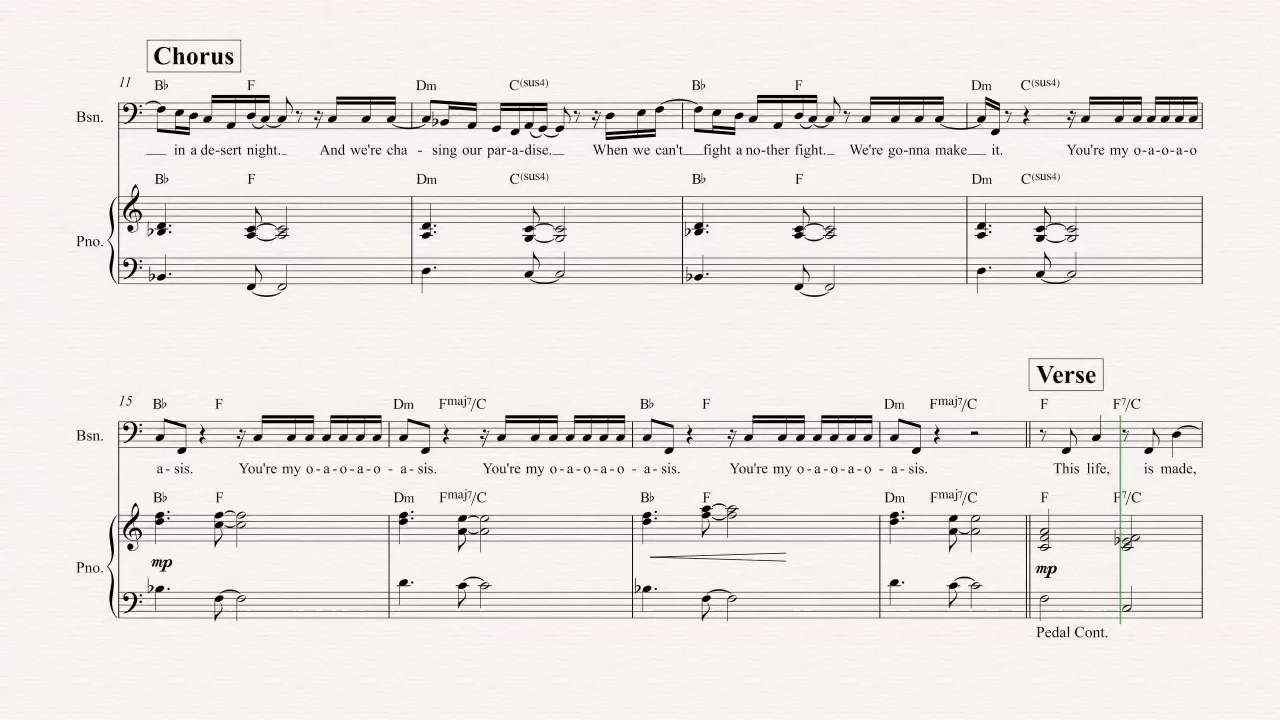 Chorus
11
B♭ F Dm C(sus4) B♭ F Dm C(sus4)
Bsn.
in a de-sert night. And we're cha - sing our par-a-dise. When we can't fight a no-ther fight. We're go-nna make it. You're my o-a-o-a-o
B♭ F Dm C(sus4) B♭ F Dm C(sus4)
Pno.
Verse
15
B♭ F Dm Fmaj7/C B♭ F Dm Fmaj7/C F F7/C
Bsn.
a- sis. You're my o-a-o-a-o - a-sis. You're my o-a-o-a-o - a-sis. You're my o-a-o-a-o - a-sis. This life, is made,
B♭ F Dm Fmaj7/C B♭ F Dm Fmaj7/C F F7/C
Pno.
mp mp
Pedal Cont.